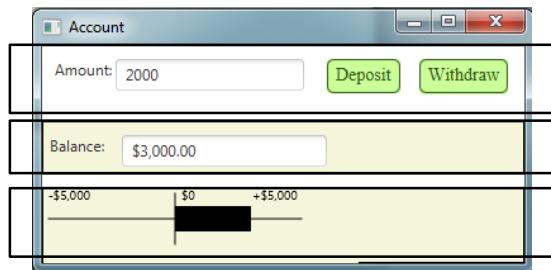 Account
Amount: 2000 Deposit Withdraw
Balance: $3,000.00
-$5,000 $0 +$5,000